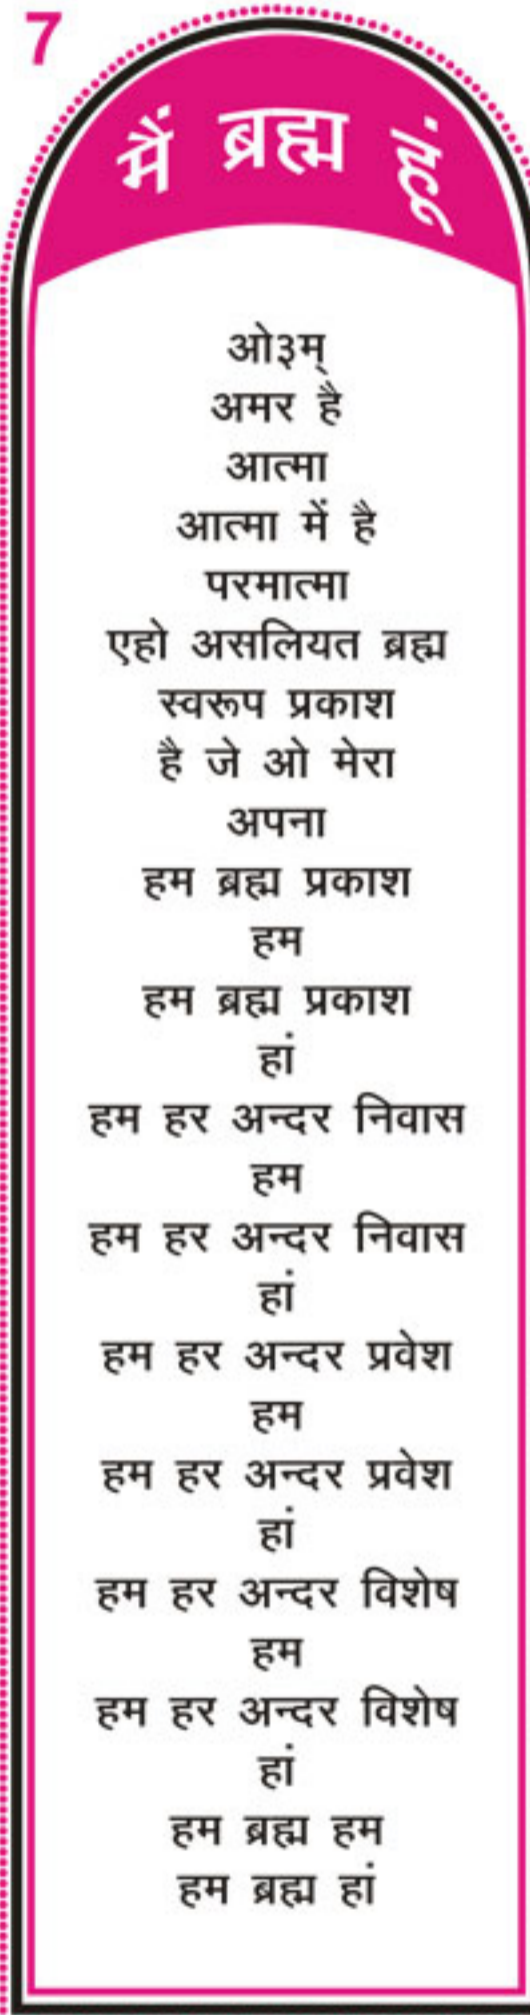 7
मैं ब्रह्म हूं
ओ३म्
अमर है
आत्मा
आत्मा में है
परमात्मा
एहो असलियत ब्रह्म
स्वरूप प्रकाश
है जे ओ मेरा
अपना
हम ब्रह्म प्रकाश
हम
हम ब्रह्म प्रकाश
हां
हम हर अन्दर निवास
हम
हम हर अन्दर निवास
हां
हम हर अन्दर प्रवेश
हम
हम हर अन्दर प्रवेश
हां
हम हर अन्दर विशेष
हम
हम हर अन्दर विशेष
हां
हम ब्रह्म हम
हम ब्रह्म हां